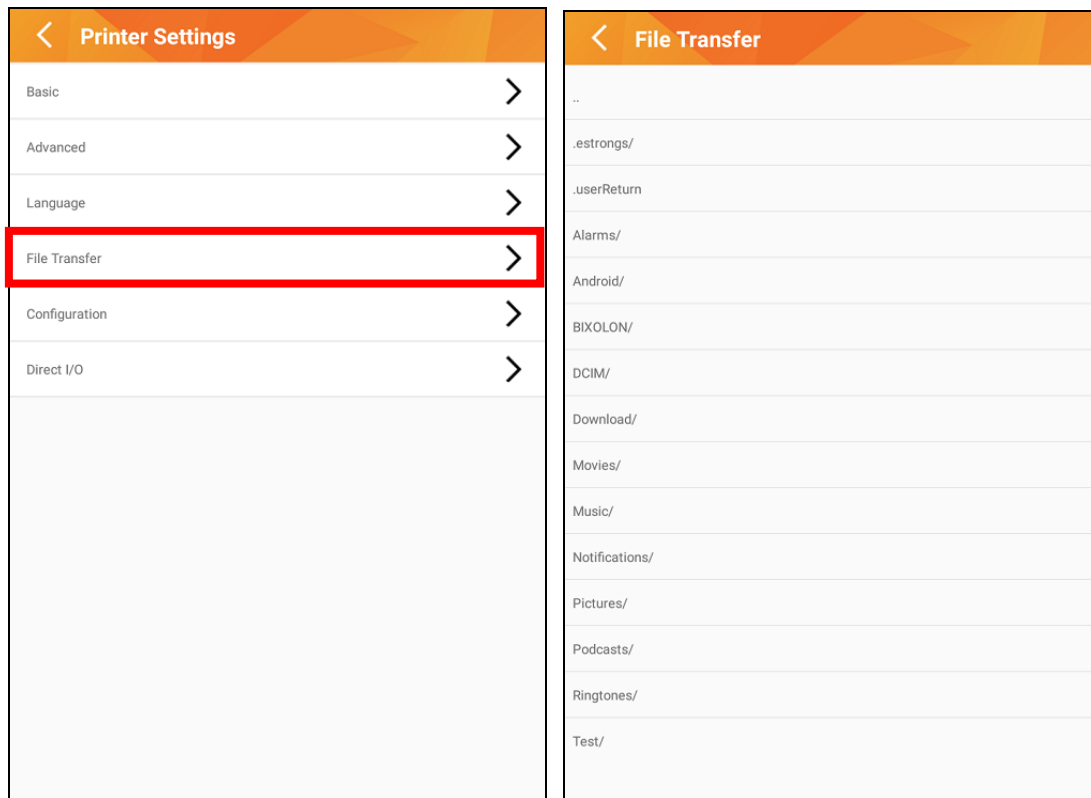 Printer Settings
Basic
Advanced
Language
File Transfer
Configuration
Direct I/O
File Transfer
..
.estrongs/
.userReturn
Alarms/
Android/
BIXOLON/
DCIM/
Download/
Movies/
Music/
Notifications/
Pictures/
Podcasts/
Ringtones/
Test/